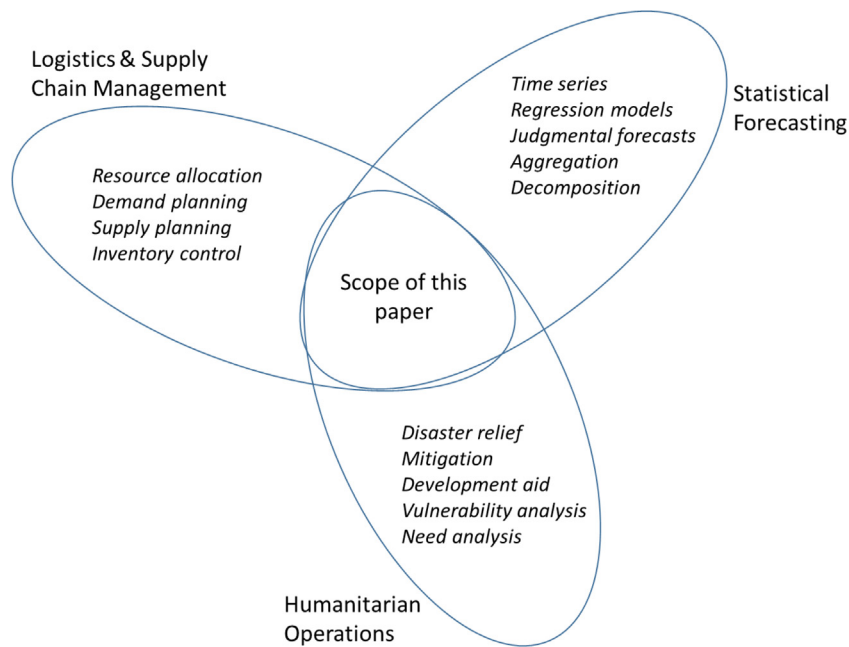 Logistics & Supply
Chain Management
Resource allocation
Demand planning
Supply planning
Inventory control
Time series
Regression models
Judgmental forecasts
Aggregation
Decomposition
Statistical
Forecasting
Scope of this
paper
Disaster relief
Mitigation
Development aid
Vulnerability analysis
Need analysis
Humanitarian
Operations